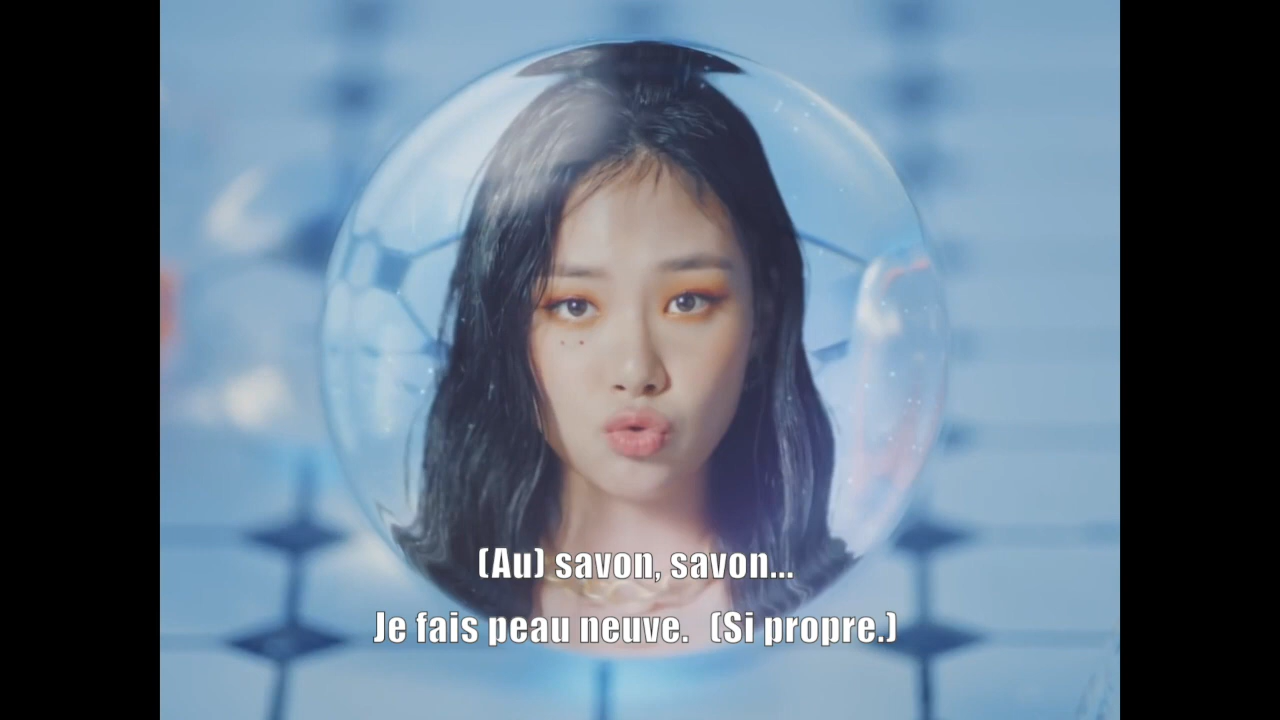 (Au) savon, savon...
Je fais peau neuve. (Si propre.)